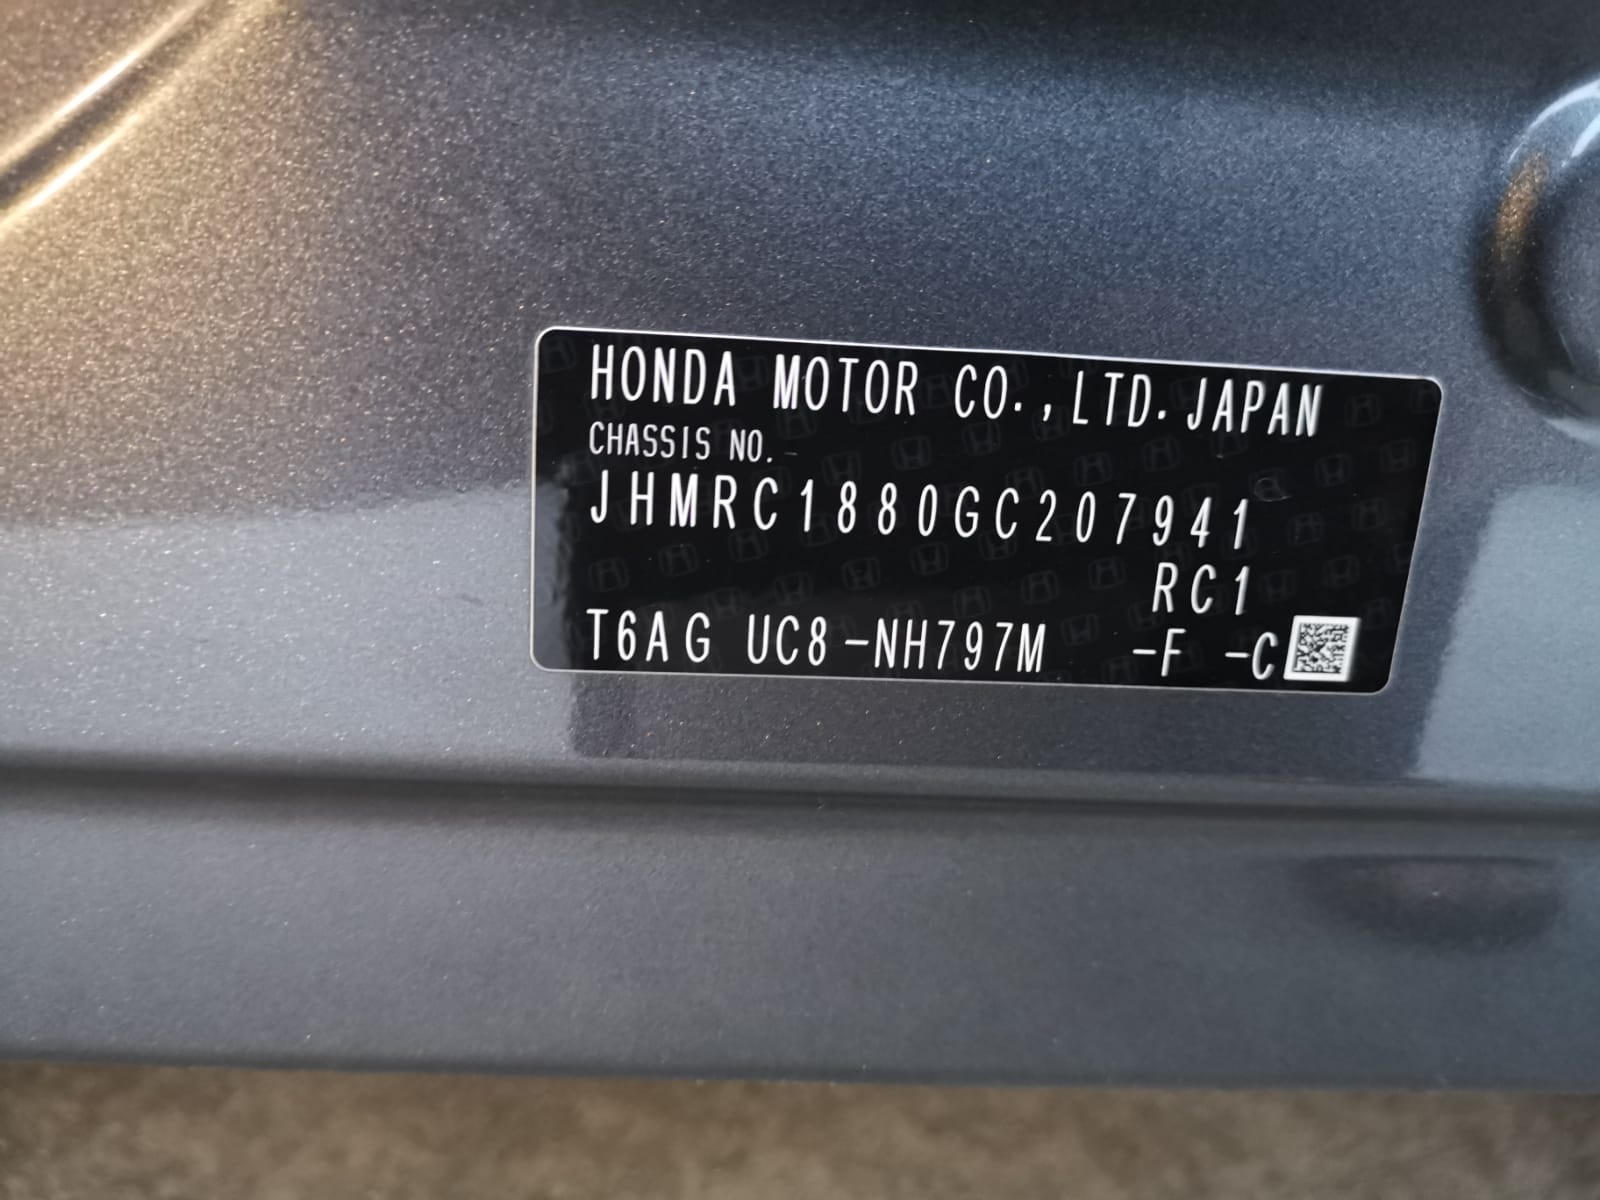 HONDA MOTOR CO.,LTD.JAPAN
CHASSIS NO.
JHMRC1880GC207941
RC1
T6AG UC8-NH797M -F -C